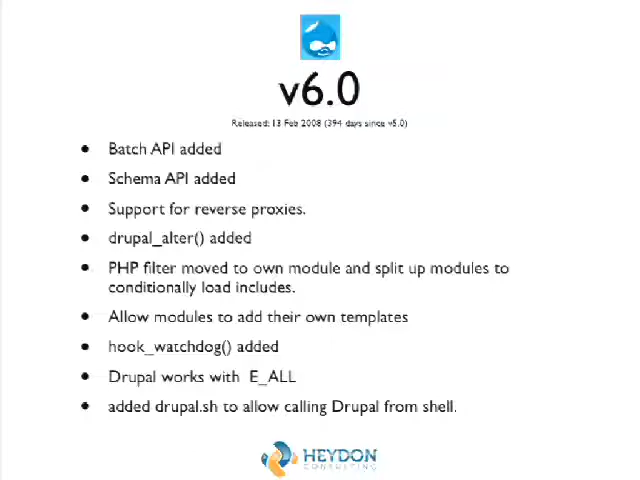 v6.0
Released: 13 Feb 2008 (394 days since v5.0)
• Batch API added
• Schema API added
• Support for reverse proxies.
• drupal_alter() added
• PHP filter moved to own module and split up modules to
conditionally load includes.
• Allow modules to add their own templates
• hook_watchdog() added
• Drupal works with E_ALL
• added drupal.sh to allow calling Drupal from shell.
HEYDON
CONSULTING